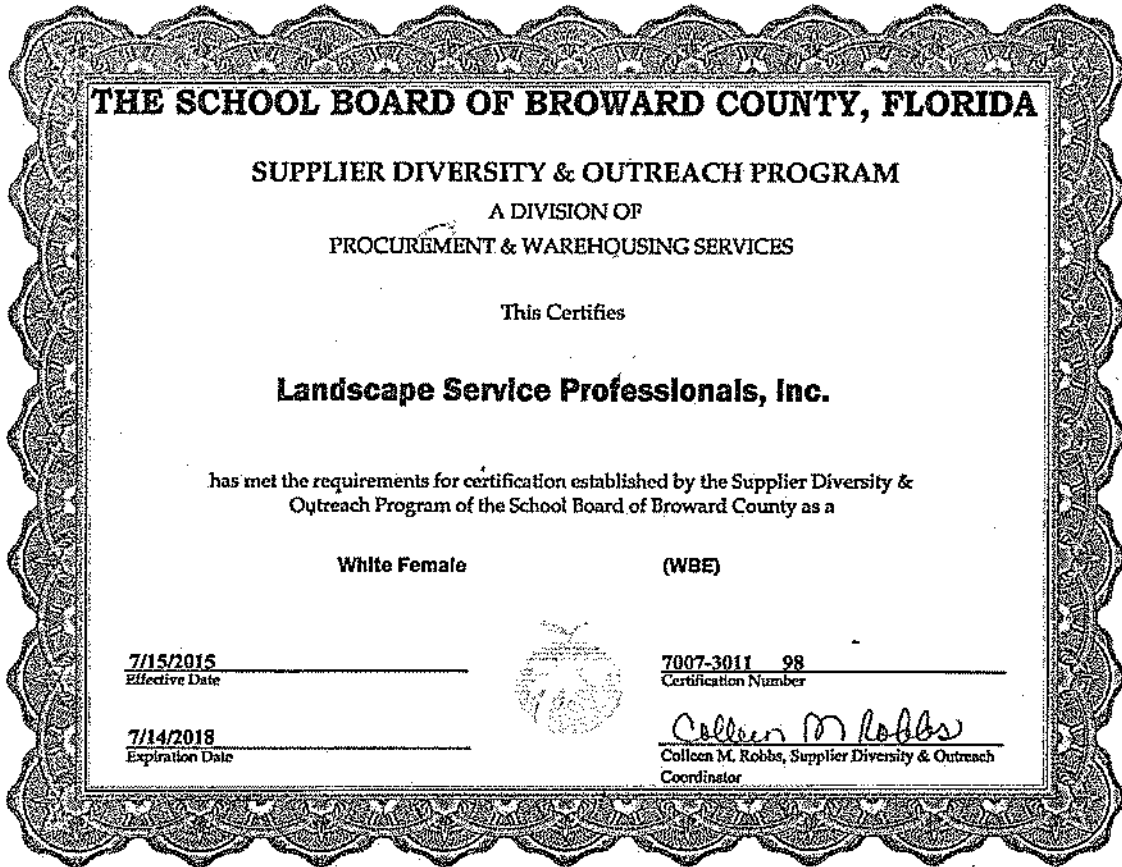 THE SCHOOL BOARD OF BROWARD COUNTY, FLORIDA
SUPPLIER DIVERSITY & OUTREACH PROGRAM
A DIVISION OF
PROCUREMENT & WAREHOUSING SERVICES
This Certifies
Landscape Service Professionals, Inc.
has met the requirements for certification established by the Supplier Diversity &
Outreach Program of the School Board of Broward County as a
White Female (WBE)
7/15/2015
Effective Date
7007-3011 98
Certification Number
7/14/2018
Expiration Date
Colleen M Robbs
Colleen M. Robbs, Supplier Diversity & Outreach
Coordinator